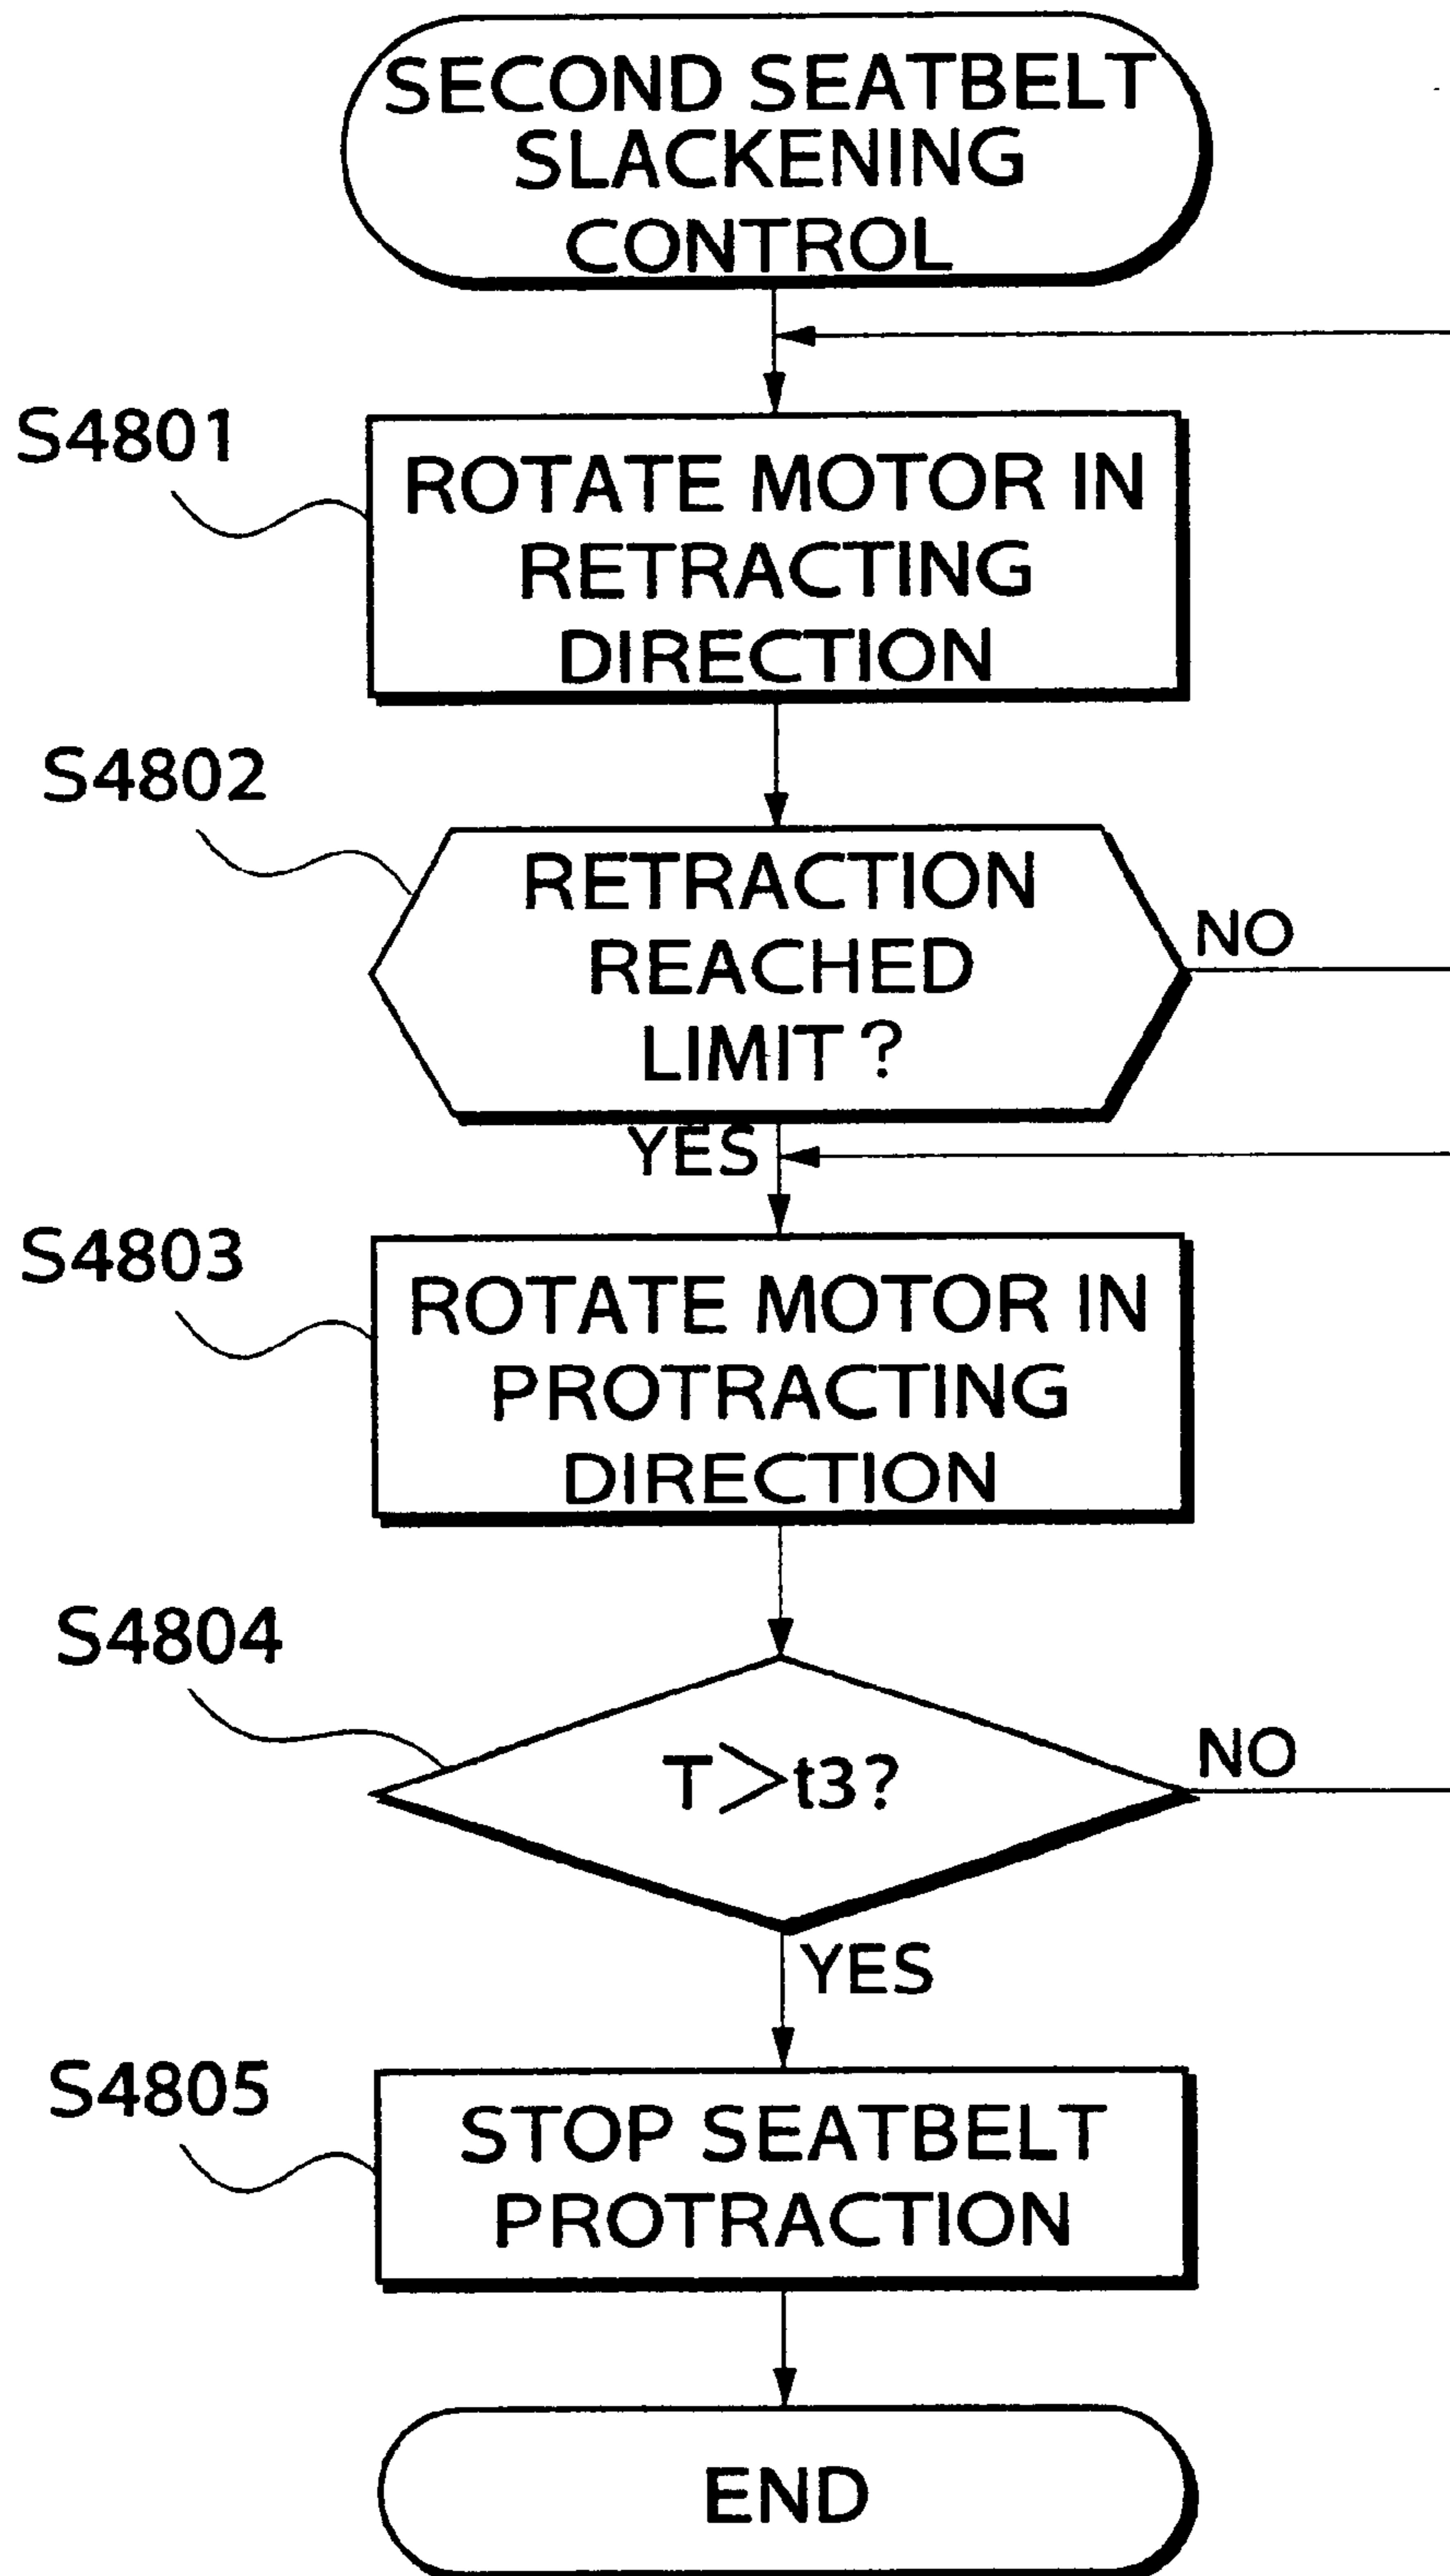 SECOND SEATBELT
SLACKENING
CONTROL
S4801
ROTATE MOTOR IN
RETRACTING
DIRECTION
S4802
RETRACTION
REACHED
LIMIT?
NO
YES
S4803
ROTATE MOTOR IN
PROTRACTING
DIRECTION
S4804
T>t3?
NO
YES
S4805
STOP SEATBELT
PROTRACTION
END